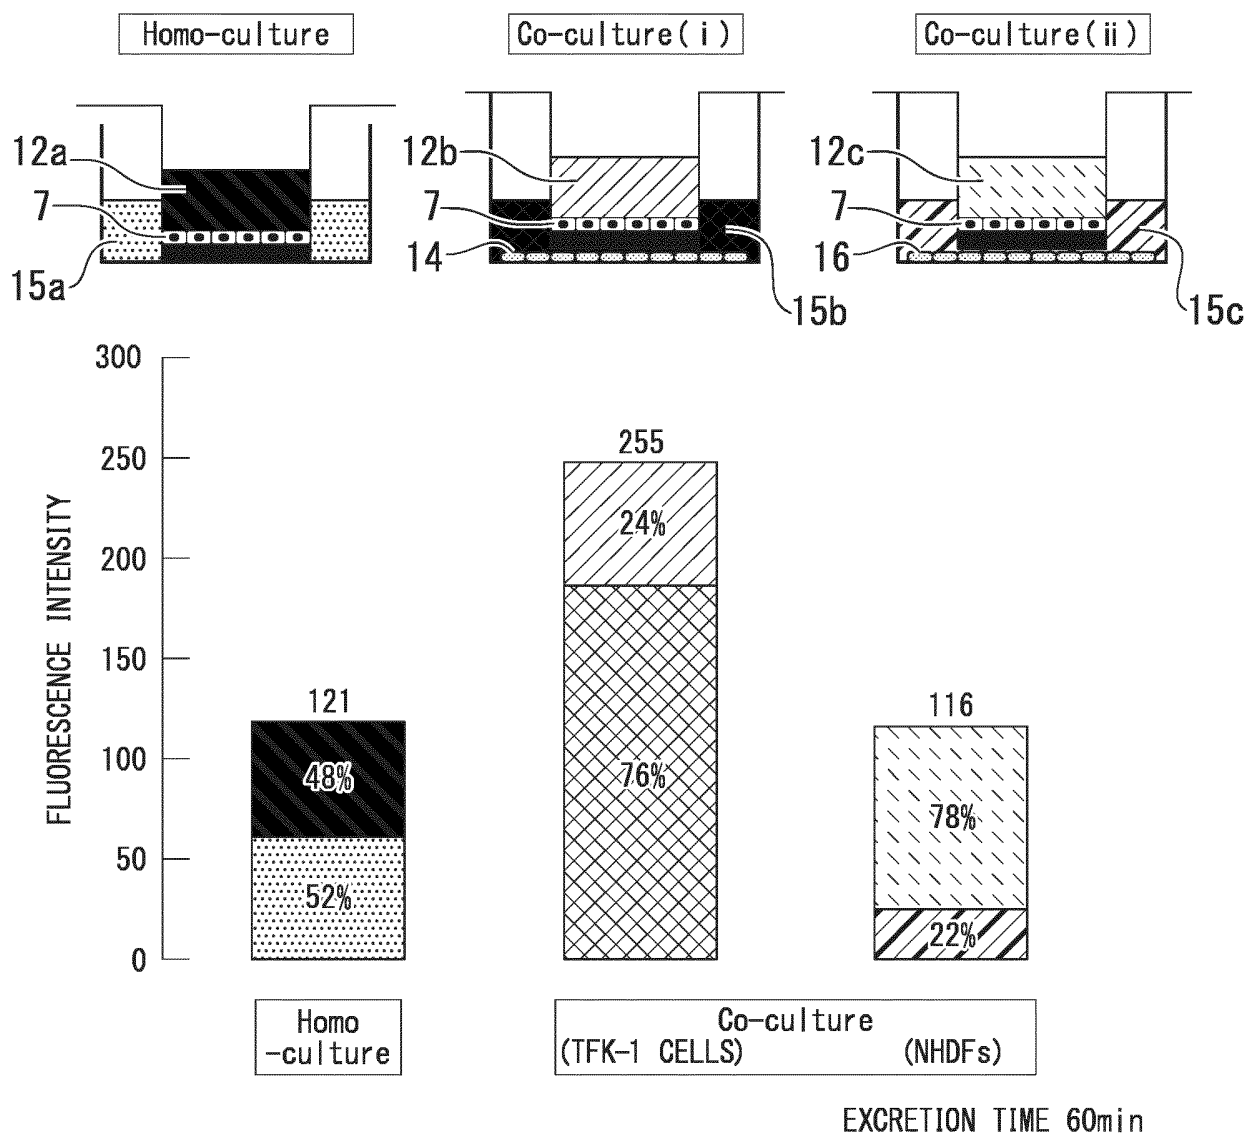 Homo-culture
Co-culture(i)
Co-culture(ii)
12a
7
15a
12b
7
14
15b
12c
7
16
15c
FLUORESCENCE INTENSITY
300
250
200
150
100
50
0
121
48%
52%
255
24%
76%
116
78%
22%
Homo
-culture
Co-culture
(TFK-1 CELLS)
(NHDFs)
EXCRETION TIME 60min